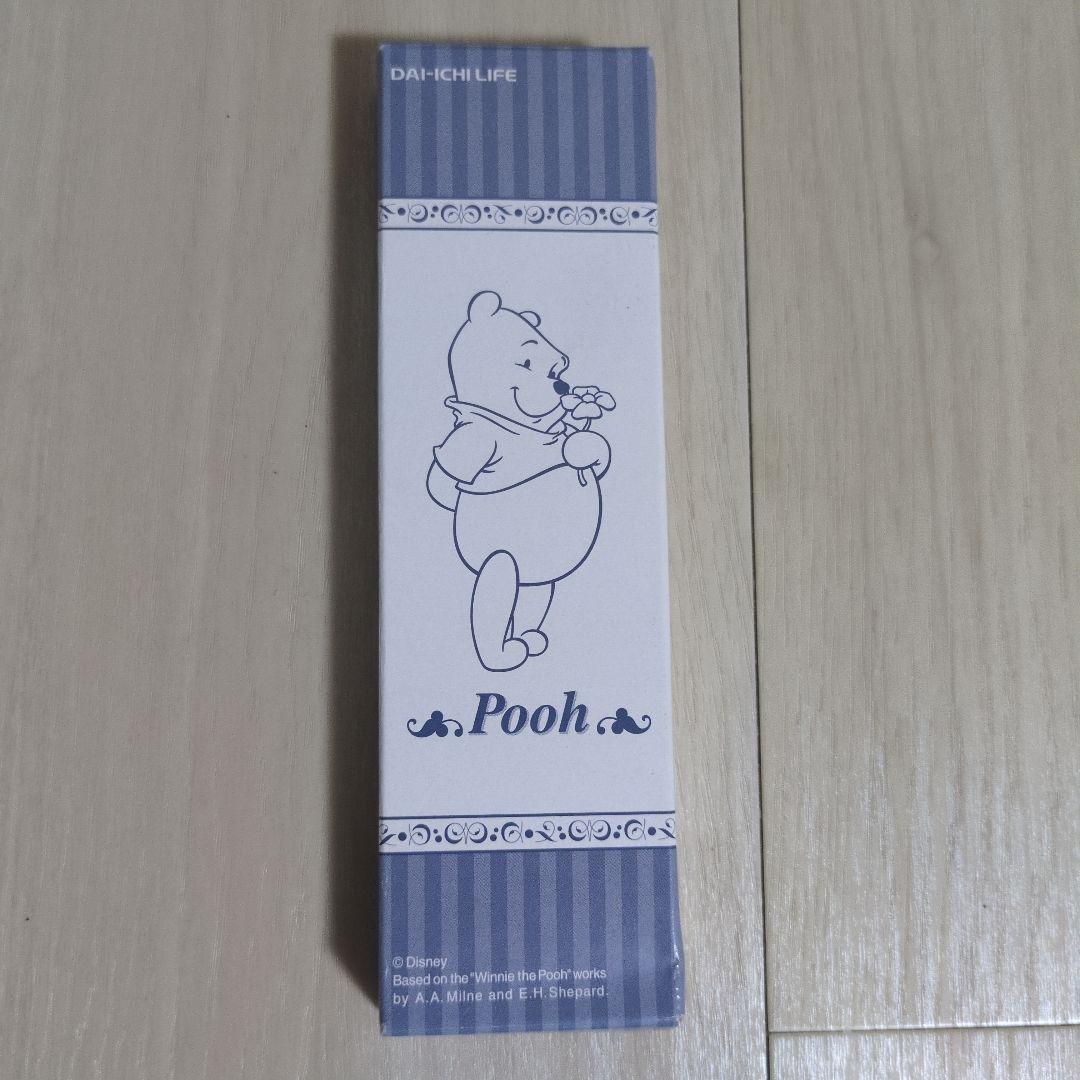 DAI-ICHI LIFE
Pooh
© Disney
Based on the "Winnie the Pooh" works
by A.A.Milne and E.H.Shepard.